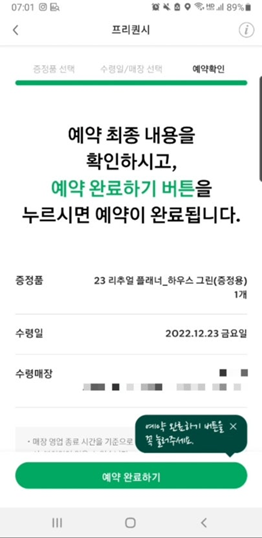 07:01 89%
프리퀀시
증정품 선택 수령일/매장 선택 예약확인
예약 최종 내용을
확인하시고,
예약 완료하기 버튼을
누르시면 예약이 완료됩니다.
증정품 23 리추얼 플래너_하우스 그린(증정용)
1개
수령일 2022.12.23 금요일
수령매장
예약 완료하기 버튼을
꼭 눌러주세요.
• 매장 영업 종료 시간을 기준으로
예약 완료하기